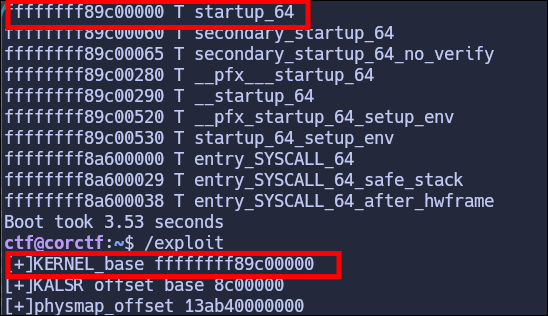 ffffffff89c00000 T startup_64
ffffffff89c00060 T secondary_startup_64
ffffffff89c00065 T secondary_startup_64_no_verify
ffffffff89c00280 T __pfx___startup_64
ffffffff89c00290 T __startup_64
ffffffff89c00520 T __pfx_startup_64_setup_env
ffffffff89c00530 T startup_64_setup_env
ffffffff8a600000 T entry_SYSCALL_64
ffffffff8a600029 T entry_SYSCALL_64_safe_stack
ffffffff8a600038 T entry_SYSCALL_64_after_hwframe
Boot took 3.53 seconds
ctf@corctf:~$ /exploit
[+]KERNEL_base ffffffff89c00000
[+]KALSR offset base 8c00000
[+]physmap_offset 13ab40000000